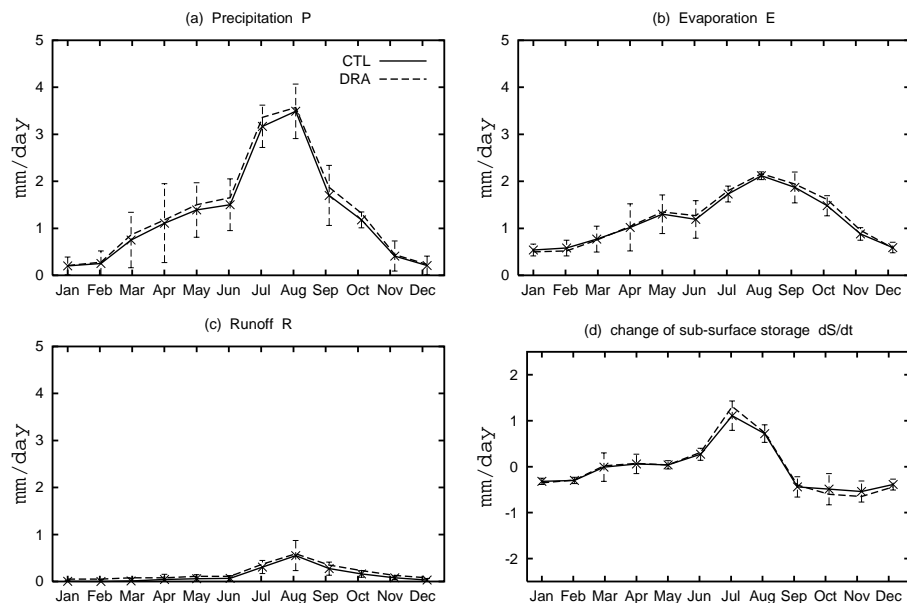 (a) Precipitation P
5
4
3
2
1
0
mm/day
CTL
DRA
Jan Feb Mar Apr May Jun Jul Aug Sep Oct Nov Dec
(b) Evaporation E
5
4
3
2
1
0
mm/day
Jan Feb Mar Apr May Jun Jul Aug Sep Oct Nov Dec
(c) Runoff R
5
4
3
2
1
0
mm/day
Jan Feb Mar Apr May Jun Jul Aug Sep Oct Nov Dec
(d) change of sub-surface storage dS/dt
2
1
0
-1
-2
mm/day
Jan Feb Mar Apr May Jun Jul Aug Sep Oct Nov Dec